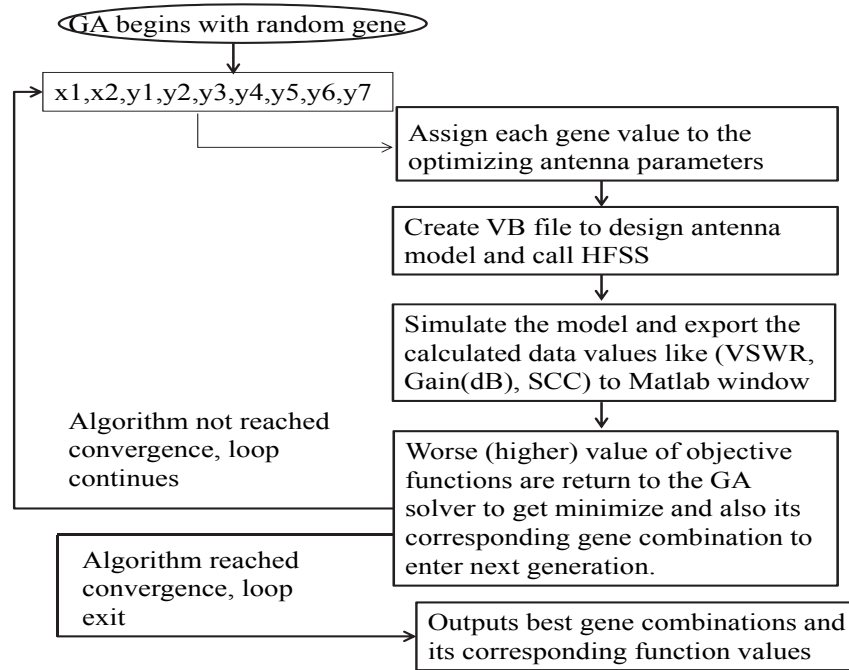 GA begins with random gene
x1,x2,y1,y2,y3,y4,y5,y6,y7
Assign each gene value to the
optimizing antenna parameters
Create VB file to design antenna
model and call HFSS
Simulate the model and export the
calculated data values like (VSWR,
Gain(dB), SCC) to Matlab window
Algorithm not reached
convergence, loop
continues
Worse (higher) value of objective
functions are return to the GA
solver to get minimize and also its
corresponding gene combination to
enter next generation.
Algorithm reached
convergence, loop
exit
Outputs best gene combinations and
its corresponding function values